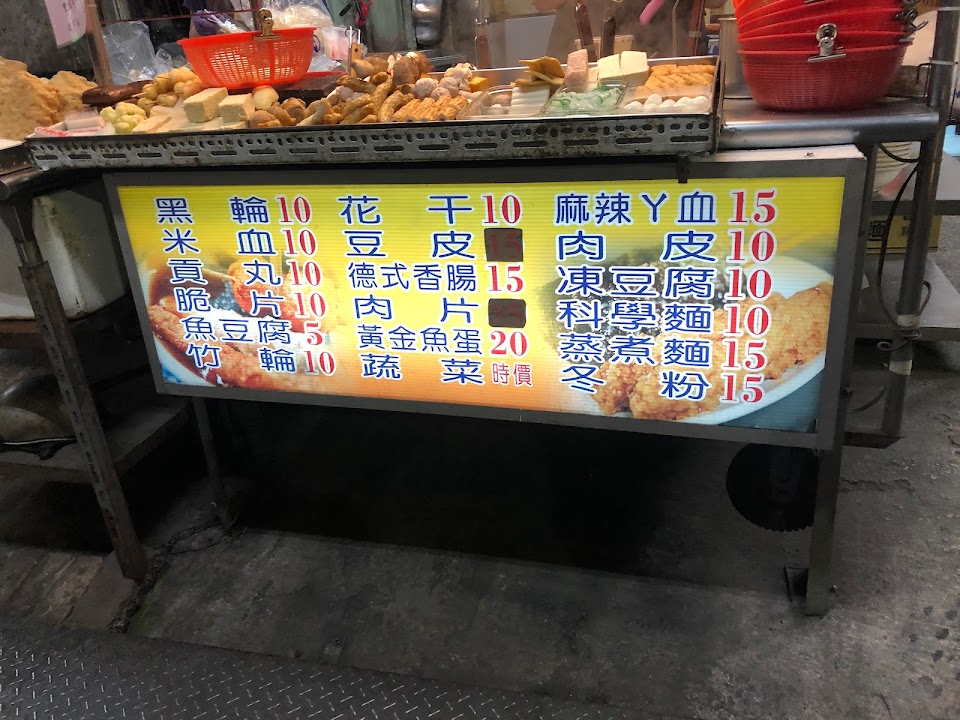 黑輪10
米血10
貢丸10
脆片10
魚豆腐5
竹輪10
花干10
豆皮
德式香腸15
肉片
黃金魚蛋20
蔬菜時價
麻辣丫血15
肉皮10
凍豆腐10
科學麵10
蒸煮麵15
冬粉15